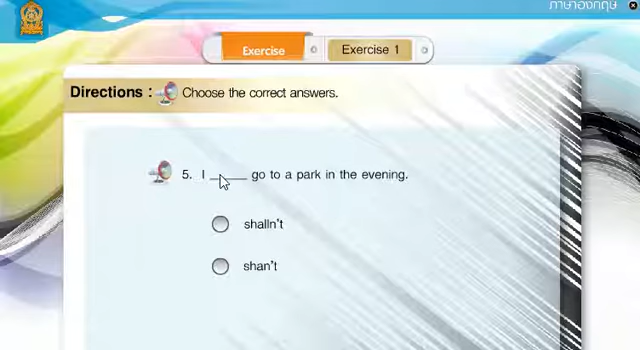 ภาษาอังกฤษ
Exercise
Exercise 1
Directions : Choose the correct answers.
5. I _____ go to a park in the evening.
shalln't
shan't